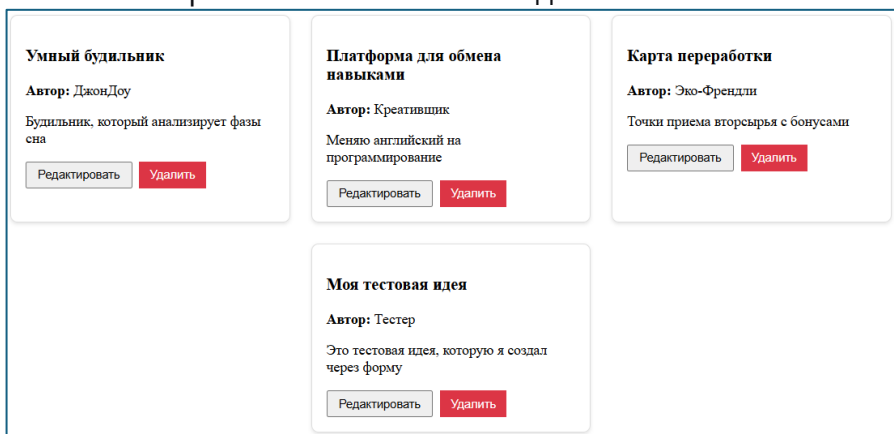 Умный будильник
Автор: ДжонДоу
Будильник, который анализирует фазы
сна
Редактировать Удалить
Платформа для обмена
навыками
Автор: Креативщик
Меняю английский на
программирование
Редактировать Удалить
Карта переработки
Автор: Эко-Френдли
Точки приема вторсырья с бонусами
Редактировать Удалить
Моя тестовая идея
Автор: Тестер
Это тестовая идея, которую я создал
через форму
Редактировать Удалить